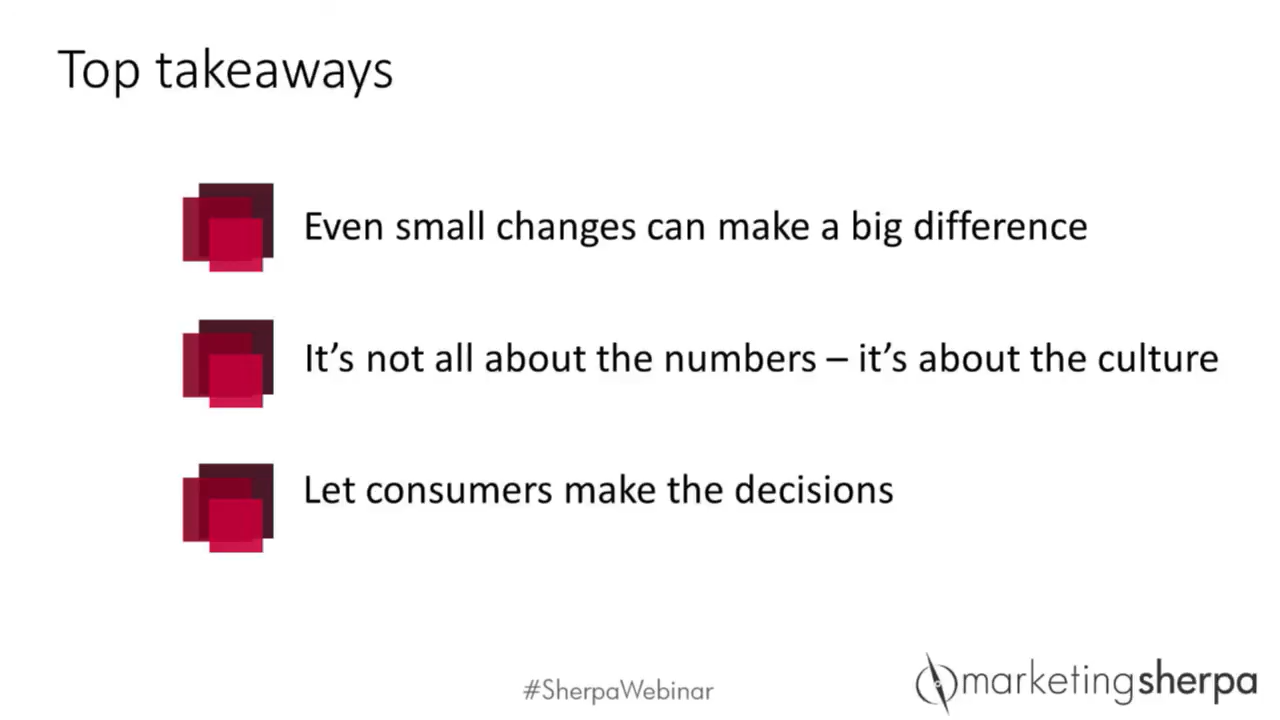 Top takeaways
Even small changes can make a big difference
It’s not all about the numbers – it’s about the culture
Let consumers make the decisions
#SherpaWebinar
marketingsherpa